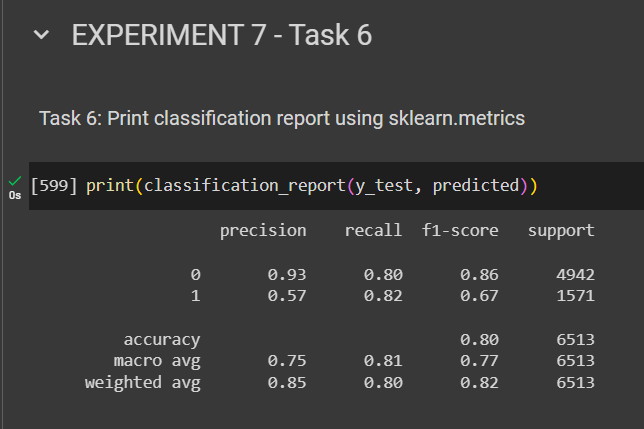 EXPERIMENT 7 - Task 6
Task 6: Print classification report using sklearn.metrics
0s [599] print(classification_report(y_test, predicted))
precision recall f1-score support
0 0.93 0.80 0.86 4942
1 0.57 0.82 0.67 1571
accuracy 0.80 6513
macro avg 0.75 0.81 0.77 6513
weighted avg 0.85 0.80 0.82 6513